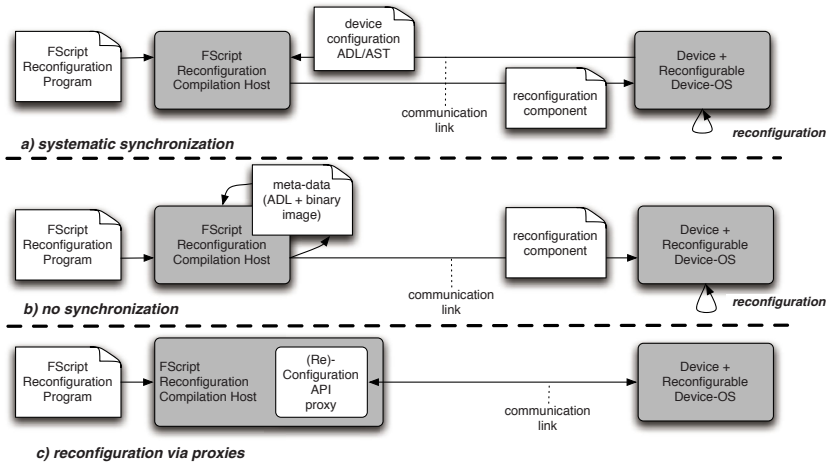 FScript
Reconfiguration
Program
FScript
Reconfiguration
Compilation Host
device
configuration
ADL/AST
communication
link
reconfiguration
component
Device +
Reconfigurable
Device-OS
reconfiguration
a) systematic synchronization
FScript
Reconfiguration
Program
FScript
Reconfiguration
Compilation Host
meta-data
(ADL + binary
image)
communication
link
reconfiguration
component
Device +
Reconfigurable
Device-OS
reconfiguration
b) no synchronization
FScript
Reconfiguration
Program
FScript
Reconfiguration
Compilation Host
(Re)-
Configuration
API
proxy
communication
link
Device +
Reconfigurable
Device-OS
c) reconfiguration via proxies